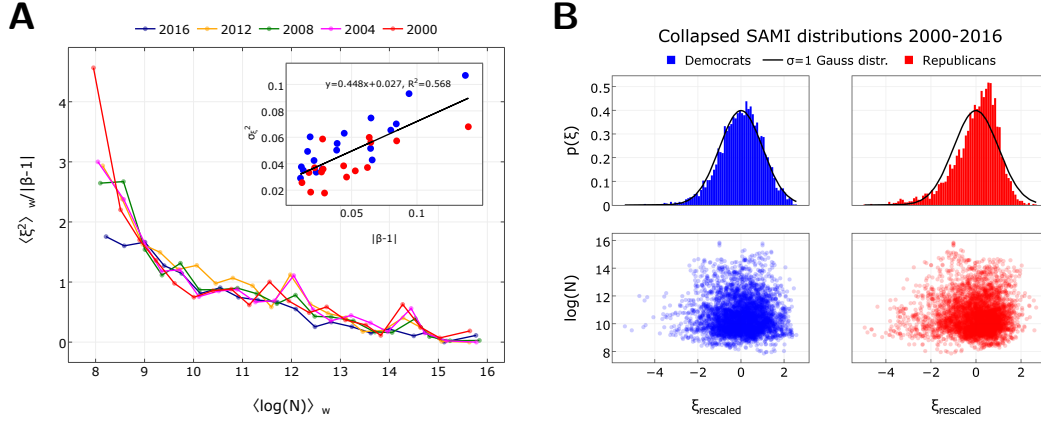 A
2016 2012 2008 2004 2000
⟨ξ²⟩w/|β-1|
4
3
2
1
0
8 9 10 11 12 13 14 15 16
⟨log(N)⟩w
y=0.448x+0.027, R²=0.568
σξ²
0.1
0.08
0.06
0.04
0.02
0.05 0.1
|β-1|
B
Collapsed SAMI distributions 2000-2016
Democrats σ=1 Gauss distr. Republicans
p(ξ)
0.5
0.4
0.3
0.2
0.1
0
log(N)
16
14
12
10
8
−4 −2 0 2
−4 −2 0 2
ξrescaled
ξrescaled